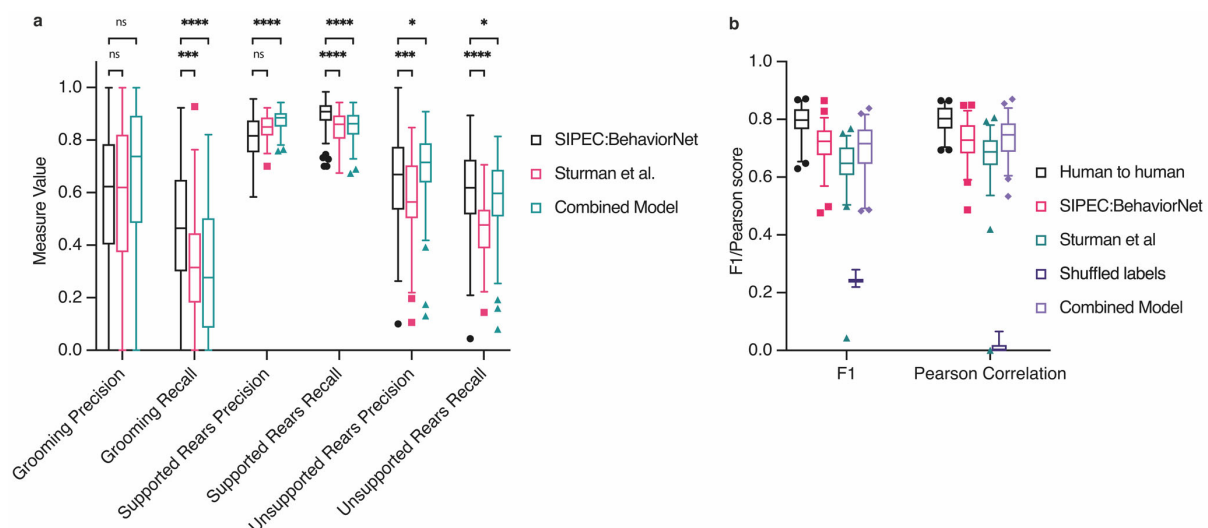 a
ns
****
****
****
*
*
ns
***
ns
****
***
****
1.0
0.8
0.6
0.4
0.2
0.0
Measure Value
SIPEC:BehaviorNet
Sturman et al.
Combined Model
Grooming Precision
Grooming Recall
Supported Rears Precision
Supported Rears Recall
Unsupported Rears Precision
Unsupported Rears Recall
b
1.0
0.8
0.6
0.4
0.2
0.0
F1/Pearson score
F1
Pearson Correlation
Human to human
SIPEC:BehaviorNet
Sturman et al
Shuffled labels
Combined Model